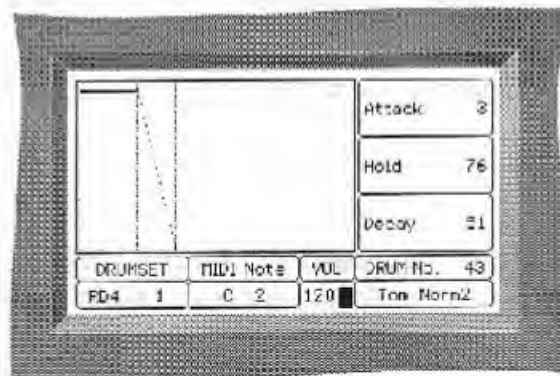 Attack 3
Hold 76
Decay 51
DRUMSET MIDI Note VOL DRUM No. 43
PD4 1 C 2 120 Tom Norm2